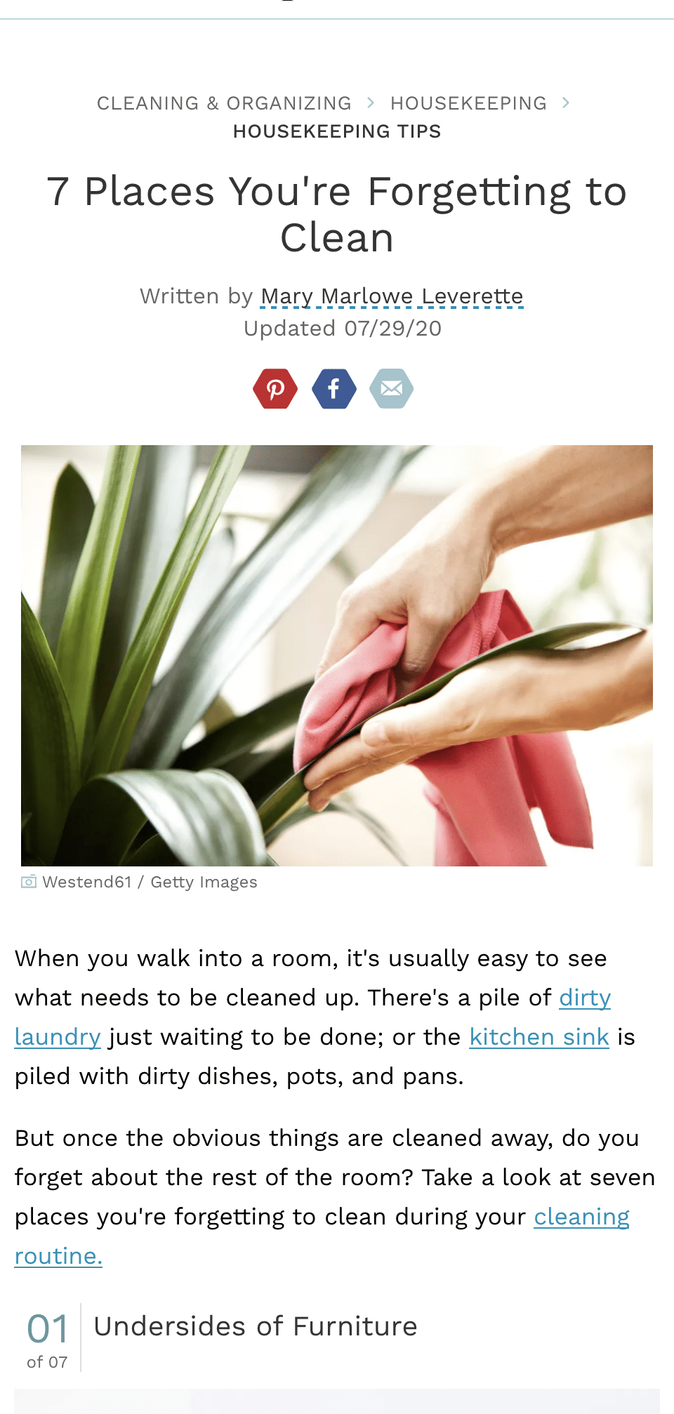 CLEANING & ORGANIZING > HOUSEKEEPING >
HOUSEKEEPING TIPS
7 Places You're Forgetting to
Clean
Written by Mary Marlowe Leverette
Updated 07/29/20
Westend61 / Getty Images
When you walk into a room, it's usually easy to see
what needs to be cleaned up. There's a pile of dirty
laundry just waiting to be done; or the kitchen sink is
piled with dirty dishes, pots, and pans.
But once the obvious things are cleaned away, do you
forget about the rest of the room? Take a look at seven
places you're forgetting to clean during your cleaning
routine.
01 Undersides of Furniture
of 07